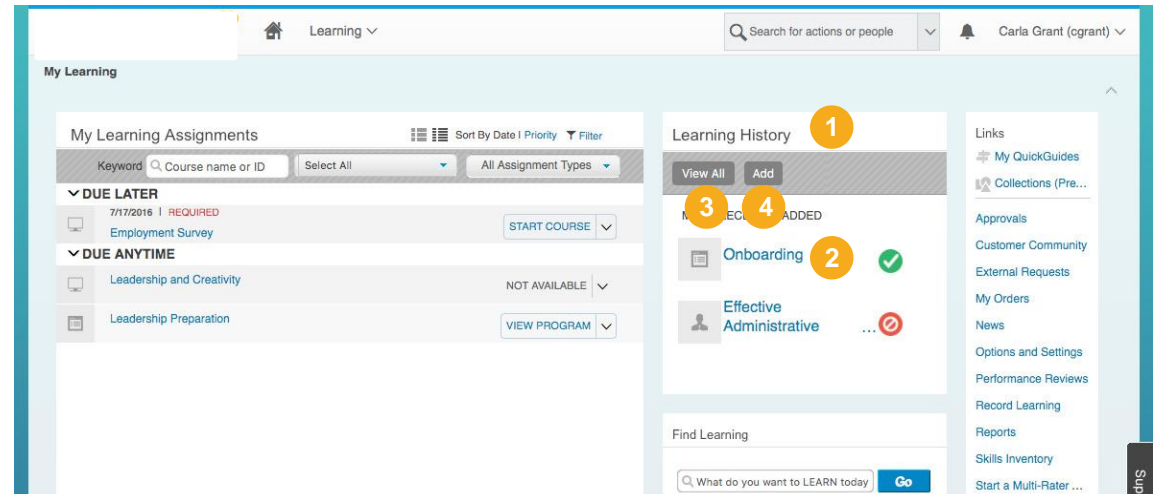 Learning
Search for actions or people
Carla Grant (cgrant)
My Learning
My Learning Assignments
Sort By Date I Priority Filter
Keyword Course name or ID Select All All Assignment Types
DUE LATER
7/17/2016 | REQUIRED
Employment Survey
START COURSE
DUE ANYTIME
Leadership and Creativity
NOT AVAILABLE
Leadership Preparation
VIEW PROGRAM
Learning History 1
View All Add
3 4
ADDED
Onboarding 2
Effective
Administrative ...
Find Learning
What do you want to LEARN today Go
Links
My QuickGuides
Collections (Pre...
Approvals
Customer Community
External Requests
My Orders
News
Options and Settings
Performance Reviews
Record Learning
Reports
Skills Inventory
Start a Multi-Rater ...